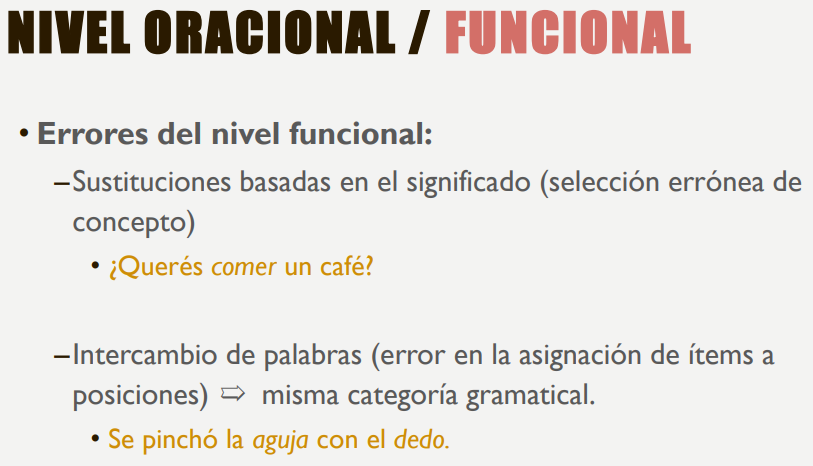 NIVEL ORACIONAL / FUNCIONAL
• Errores del nivel funcional:
–Sustituciones basadas en el significado (selección errónea de
concepto)
• ¿Querés comer un café?
–Intercambio de palabras (error en la asignación de ítems a
posiciones) ⇨ misma categoría gramatical.
• Se pinchó la aguja con el dedo.